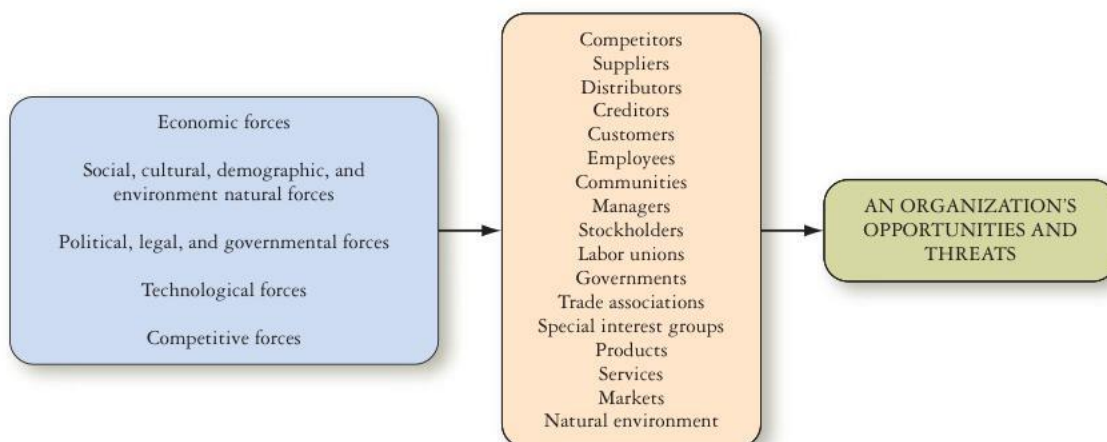 Economic forces
Social, cultural, demographic, and
environment natural forces
Political, legal, and governmental forces
Technological forces
Competitive forces
Competitors
Suppliers
Distributors
Creditors
Customers
Employees
Communities
Managers
Stockholders
Labor unions
Governments
Trade associations
Special interest groups
Products
Services
Markets
Natural environment
AN ORGANIZATION'S
OPPORTUNITIES AND
THREATS